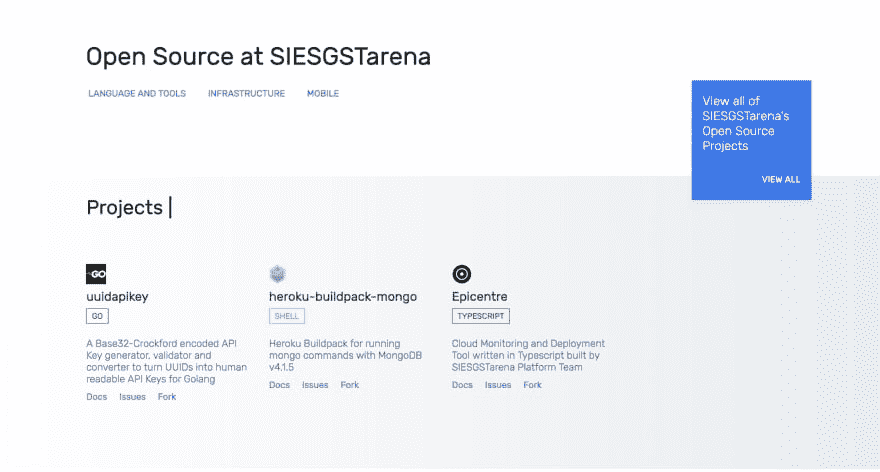 Open Source at SIESGSTarena
LANGUAGE AND TOOLS INFRASTRUCTURE MOBILE
View all of
SIESGSTarena's
Open Source
Projects
VIEW ALL
Projects |
GO
uuidapikey
GO
A Base32-Crockford encoded API
Key generator, validator and
converter to turn UUIDs into human
readable API Keys for Golang
Docs Issues Fork
heroku-buildpack-mongo
SHELL
Heroku Buildpack for running
mongo commands with MongoDB
v4.1.5
Docs Issues Fork
Epicentre
TYPESCRIPT
Cloud Monitoring and Deployment
Tool written in Typescript built by
SIESGSTarena Platform Team
Docs Issues Fork